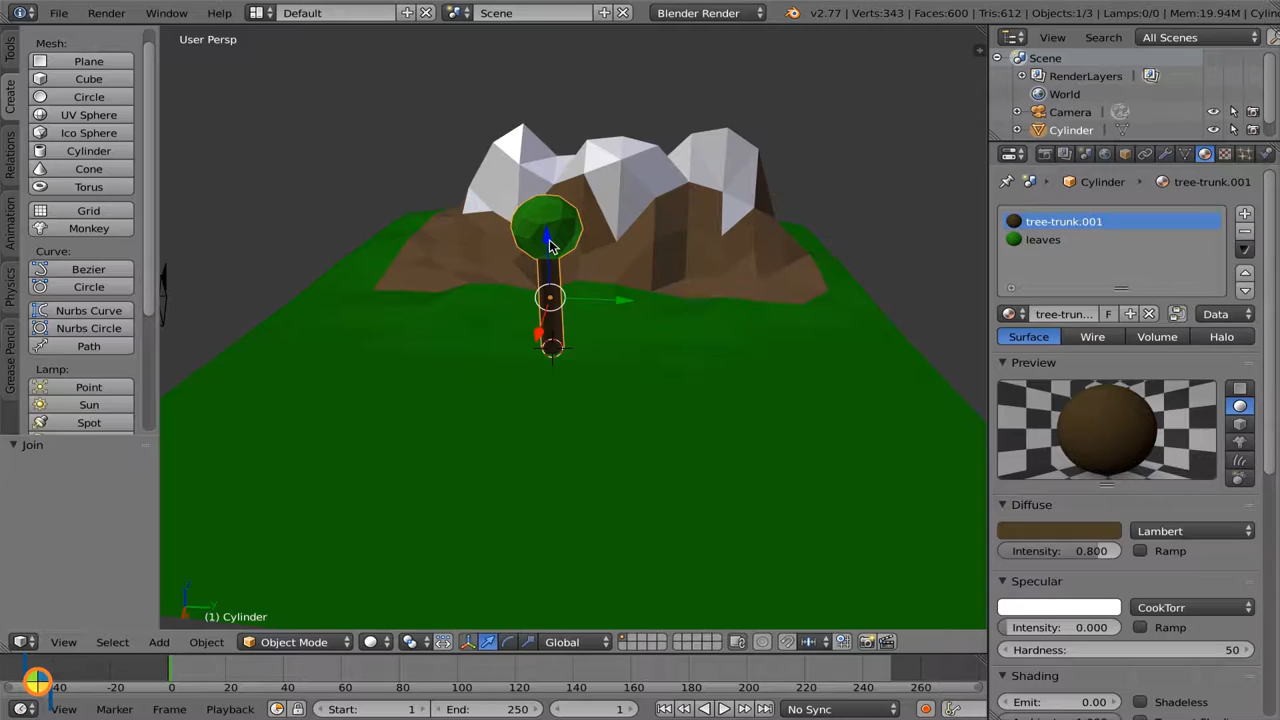 File Render Window Help Default Scene Blender Render v2.77 | Verts:343 | Faces:600 | Tris:612 | Objects:1/3 | Lamps:0/0 | Mem:19.94M |
Tools
Create
Relations
Animation
Physics
Grease Pencil
Mesh:
Plane
Cube
Circle
UV Sphere
Ico Sphere
Cylinder
Cone
Torus
Grid
Monkey
Curve:
Bezier
Circle
Nurbs Curve
Nurbs Circle
Path
Lamp:
Point
Sun
Spot
Join
User Persp
(1) Cylinder
View Select Add Object Object Mode Global
-20 0 20 40 60 80 100 120 140 160 180 200 220 240 260
View Marker Frame Playback Start: 1 End: 250 1 No Sync
View Search All Scenes
Scene
RenderLayers
World
Camera
Cylinder
Cylinder tree-trunk.001
tree-trunk.001
leaves
tree-trun... F Data
Surface Wire Volume Halo
Preview
Diffuse
Lambert
Intensity: 0.800 Ramp
Specular
CookTorr
Intensity: 0.000 Ramp
Hardness: 50
Shading
Emit: 0.00 Shadeless